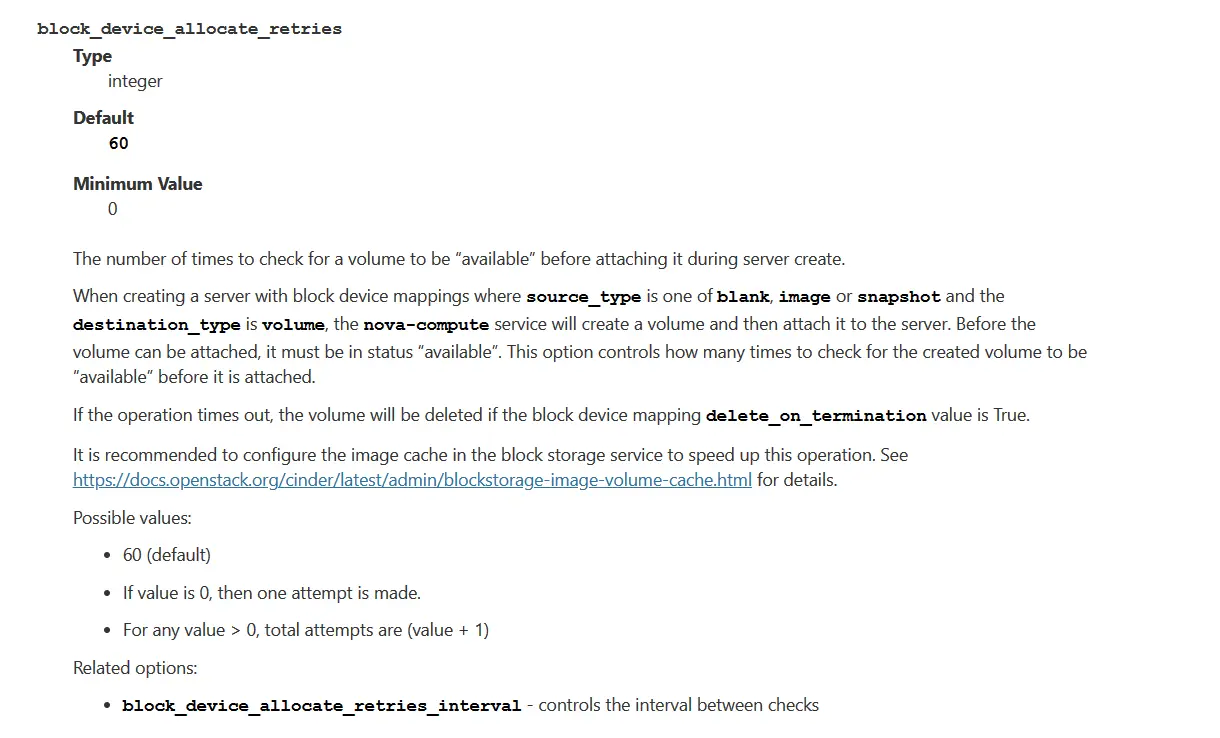 block_device_allocate_retries
Type
integer
Default
60
Minimum Value
0
The number of times to check for a volume to be “available” before attaching it during server create.
When creating a server with block device mappings where source_type is one of blank, image or snapshot and the
destination_type is volume, the nova-compute service will create a volume and then attach it to the server. Before the
volume can be attached, it must be in status “available”. This option controls how many times to check for the created volume to be
“available” before it is attached.
If the operation times out, the volume will be deleted if the block device mapping delete_on_termination value is True.
It is recommended to configure the image cache in the block storage service to speed up this operation. See
https://docs.openstack.org/cinder/latest/admin/blockstorage-image-volume-cache.html for details.
Possible values:
• 60 (default)
• If value is 0, then one attempt is made.
• For any value > 0, total attempts are (value + 1)
Related options:
• block_device_allocate_retries_interval - controls the interval between checks